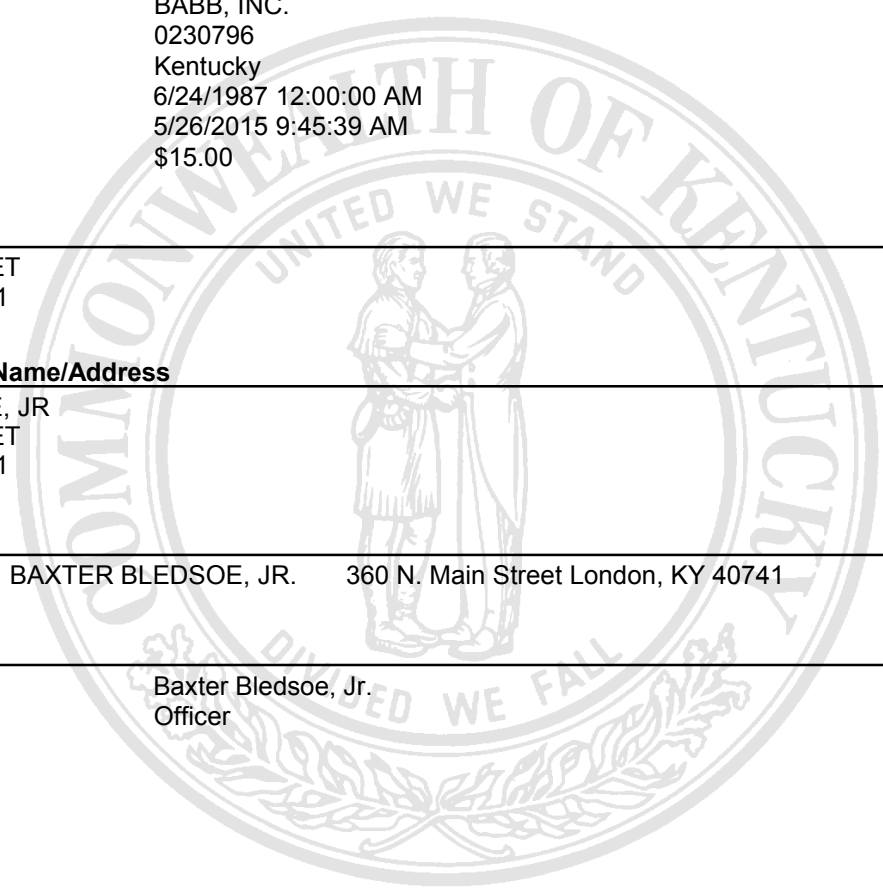 BABB, INC.
0230796
Kentucky
6/24/1987 12:00:00 AM
5/26/2015 9:45:39 AM
$15.00
ET
1
Name/Address
E, JR
ET
1
BAXTER BLEDSOE, JR. 360 N. Main Street London, KY 40741
Baxter Bledsoe, Jr.
Officer
COMMONWEALTH OF KENTUCKY
UNITED WE STAND
DIVIDED WE FALL